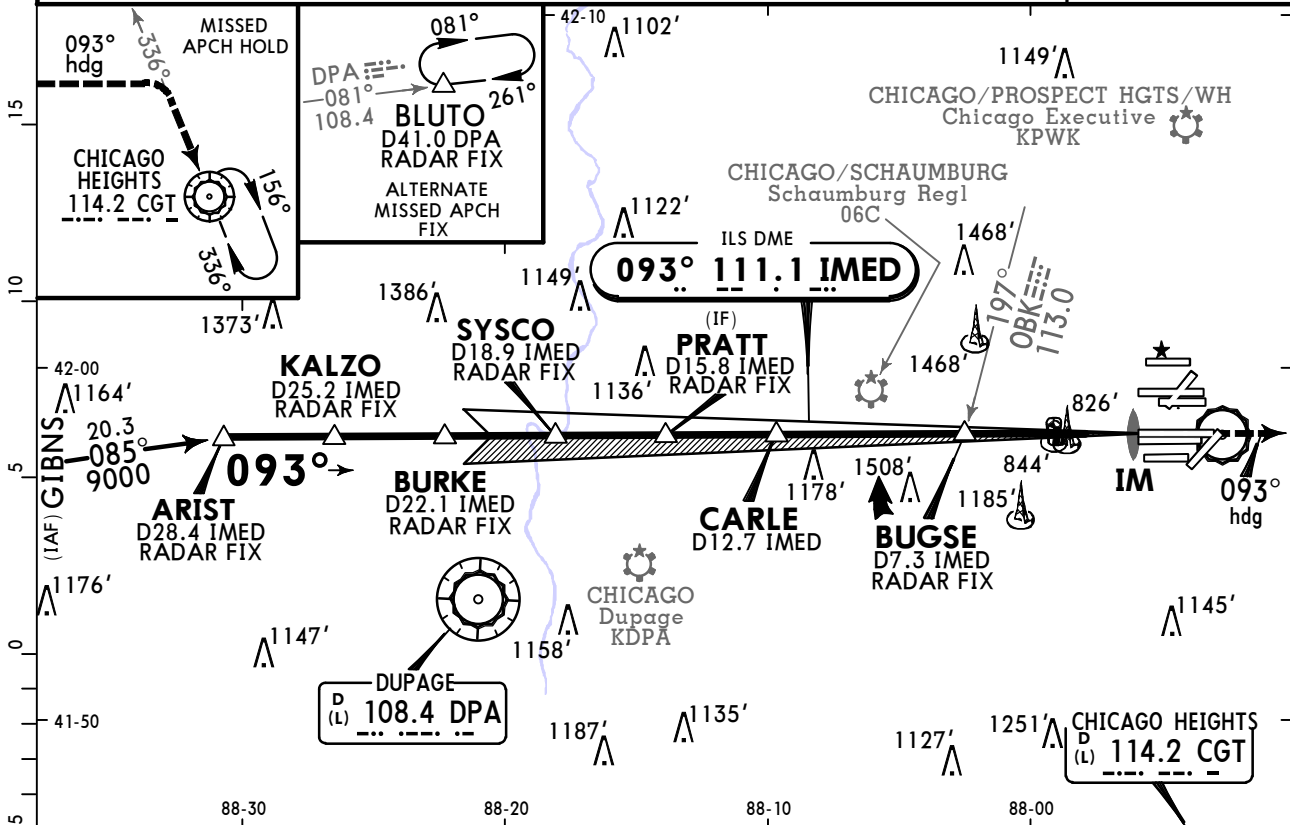 093°
hdg
336°
MISSED
APCH HOLD
CHICAGO
HEIGHTS
114.2 CGT
156°
336°
081°
DPA
081°
108.4
261°
BLUTO
D41.0 DPA
RADAR FIX
ALTERNATE
MISSED APCH
FIX
42-10
1102'
1149'
CHICAGO/PROSPECT HGTS/WH
Chicago Executive
KPWK
CHICAGO/SCHAUMBURG
Schaumburg Regl
06C
1122'
ILS DME
093° 111.1 IMED
1468'
197°
OBK
113.0
15
10
1373'
1386'
1149'
SYSCO
D18.9 IMED
RADAR FIX
(IF)
PRATT
D15.8 IMED
RADAR FIX
1136'
1468'
42-00
1164'
KALZO
D25.2 IMED
RADAR FIX
826'
(IAF) GIBNS
20.3
085°
9000
093°
5
ARIST
D28.4 IMED
RADAR FIX
BURKE
D22.1 IMED
RADAR FIX
1178'
CARLE
D12.7 IMED
1508'
844'
1185'
BUGSE
D7.3 IMED
RADAR FIX
IM
093°
hdg
1176'
CHICAGO
Dupage
KDPA
1147'
1158'
1145'
0
DUPAGE
D
(L) 108.4 DPA
41-50
1187'
1135'
1127'
1251'
CHICAGO HEIGHTS
D
(L) 114.2 CGT
5
88-30
88-20
88-10
88-00